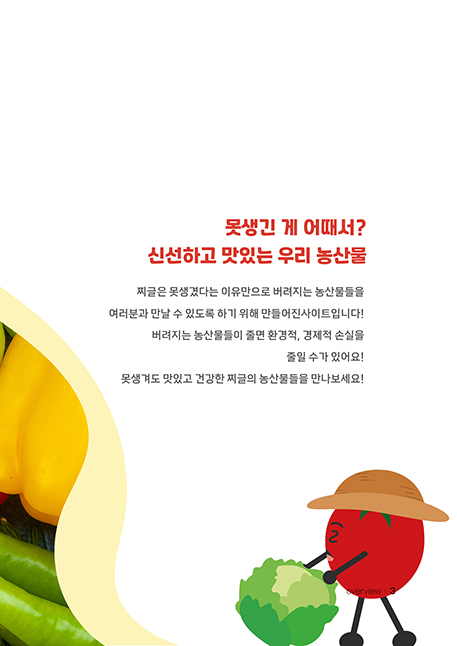 못생긴 게 어때서?
신선하고 맛있는 우리 농산물
찌글은 못생겼다는 이유만으로 버려지는 농산물들을
여러분과 만날 수 있도록 하기 위해 만들어진사이트입니다!
버려지는 농산물들이 줄면 환경적, 경제적 손실을
줄일 수가 있어요!
못생겨도 맛있고 건강한 찌글의 농산물들을 만나보세요!
overview 3